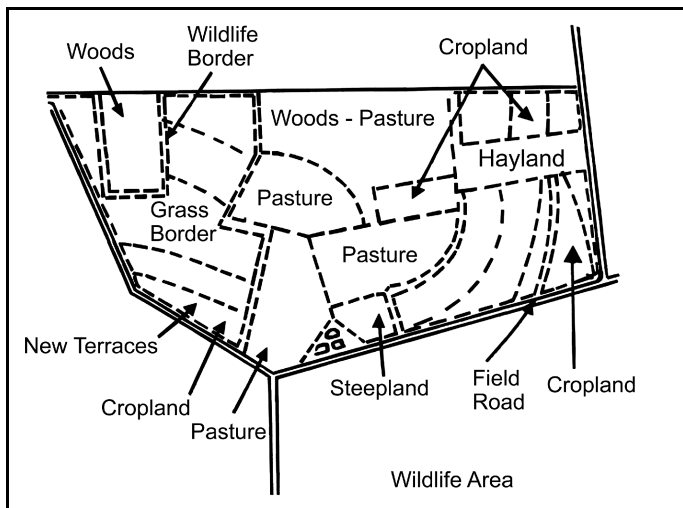 Woods
Wildlife
Border
Cropland
Woods - Pasture
Hayland
Pasture
Grass
Border
Pasture
New Terraces
Cropland
Pasture
Steepland
Field
Road
Cropland
Wildlife Area